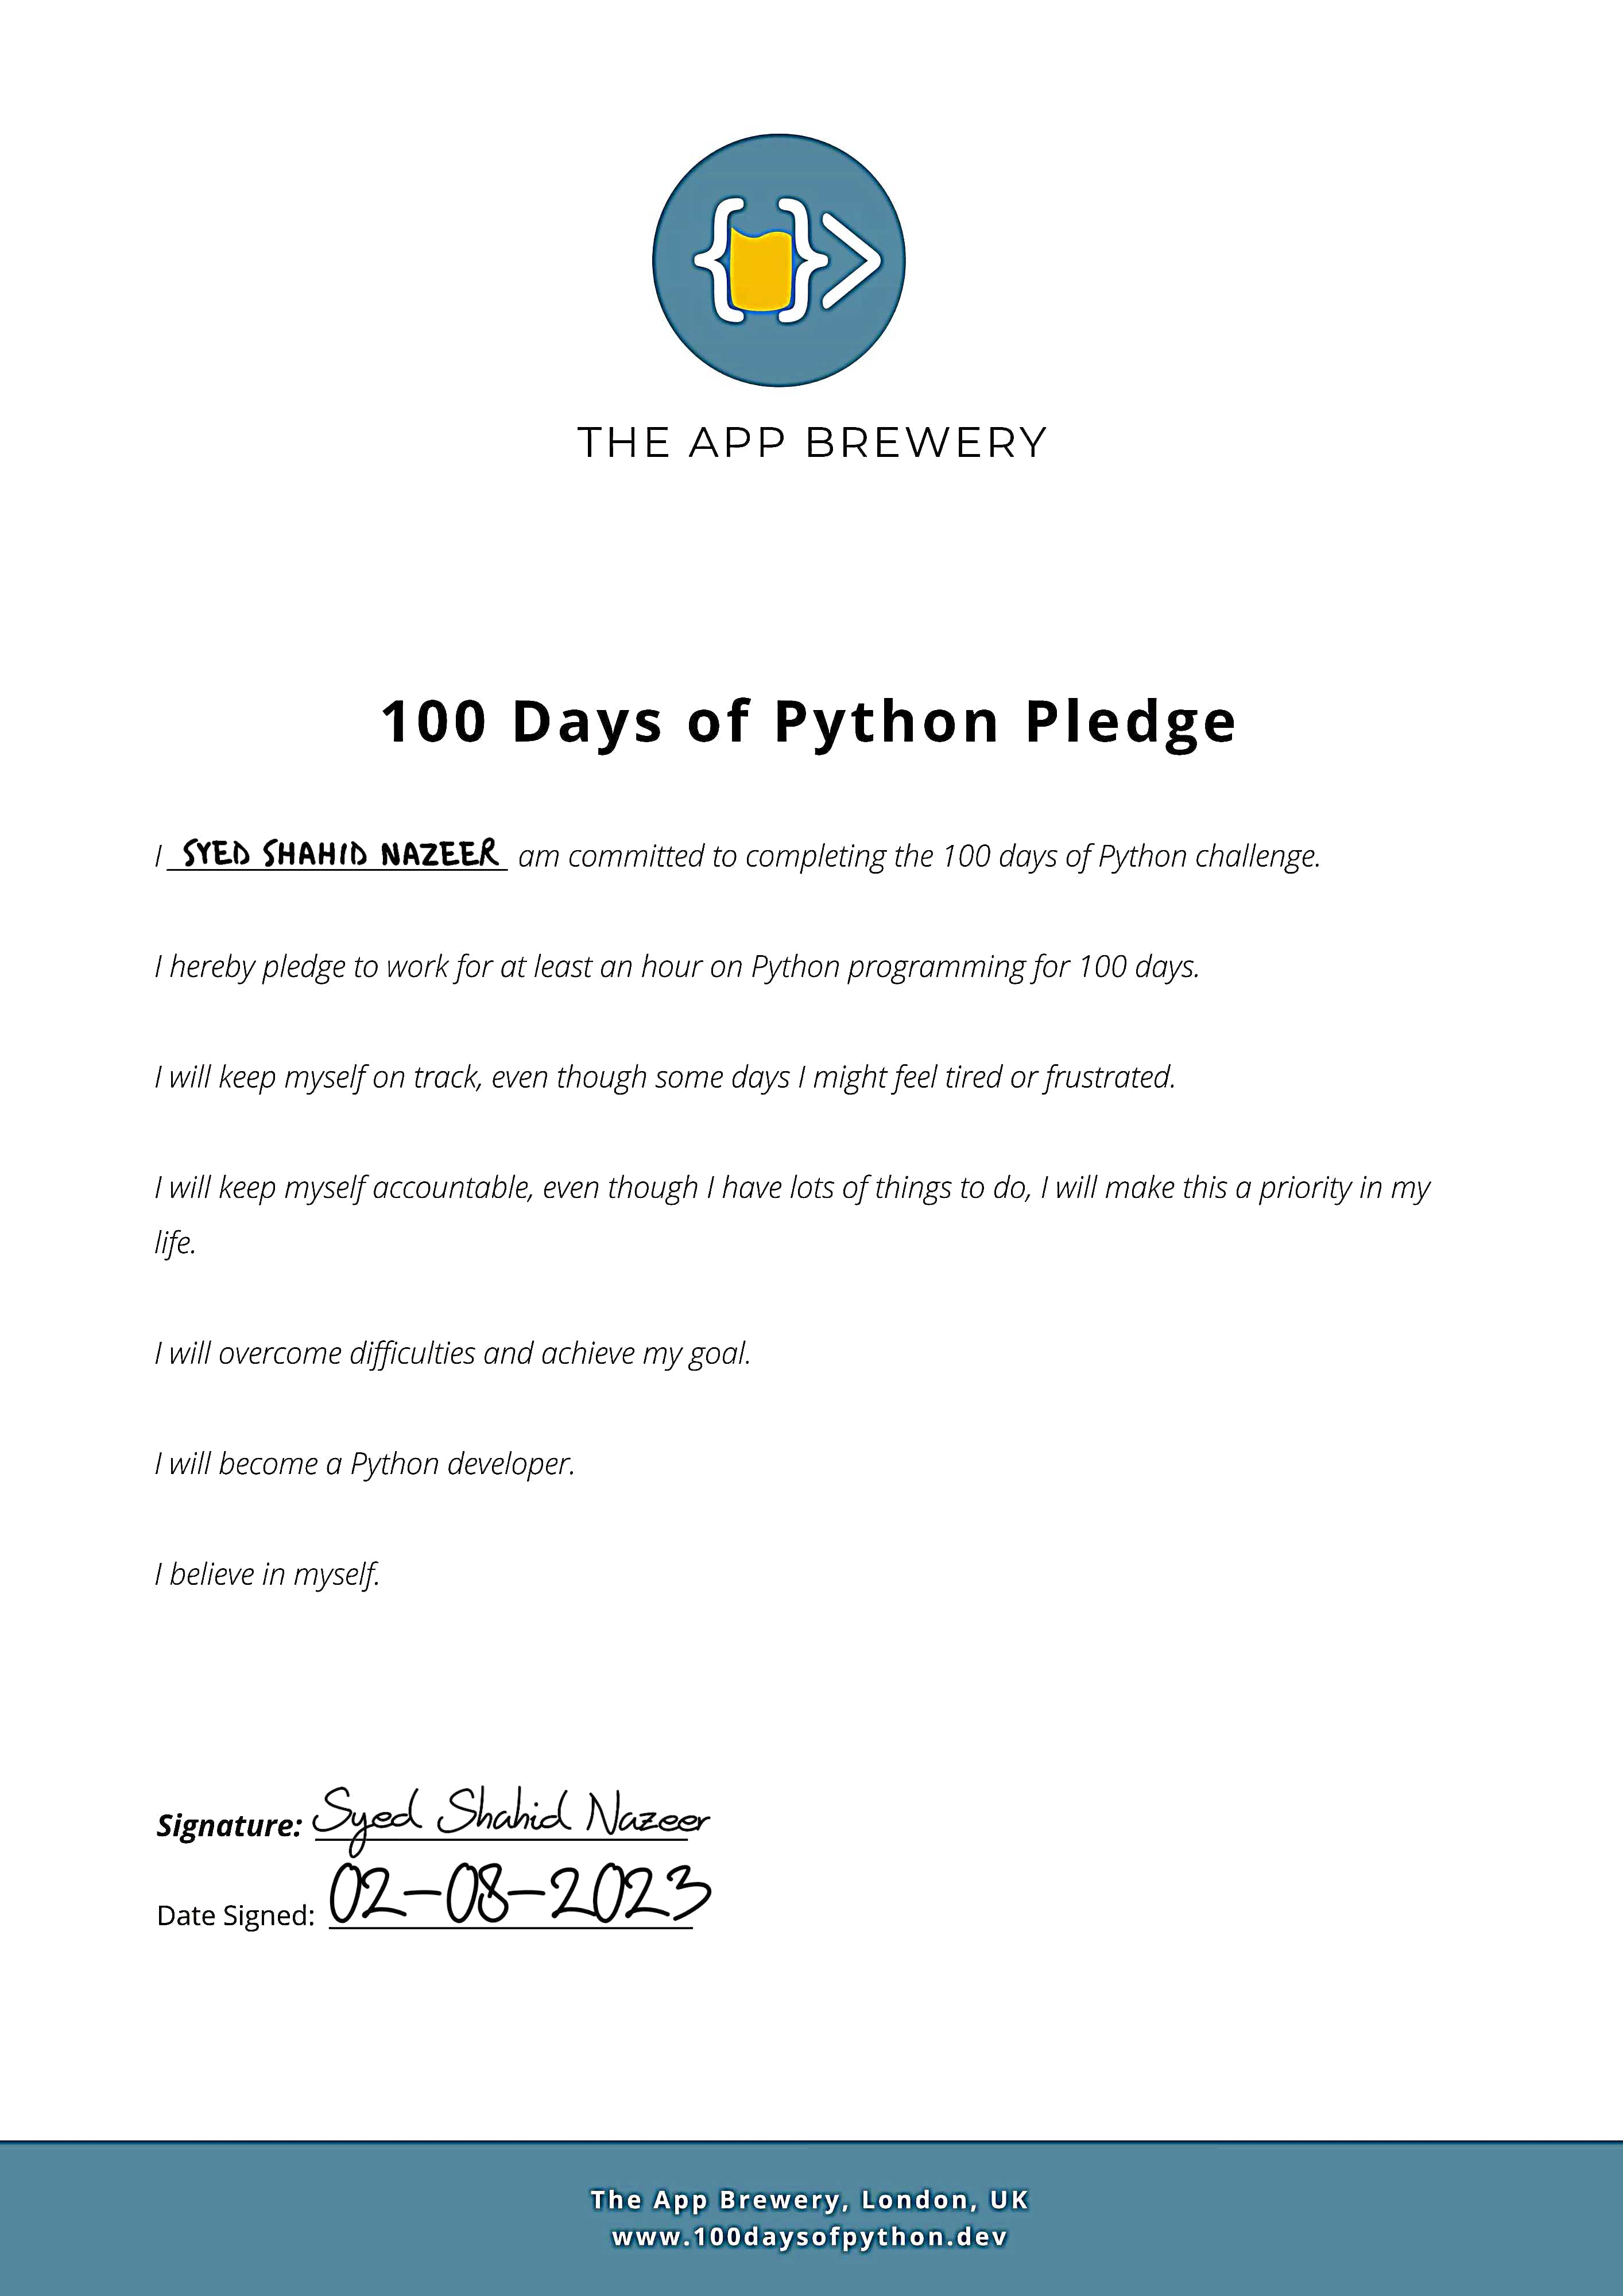 THE APP BREWERY
100 Days of Python Pledge
I SYED SHAHID NAZEER am committed to completing the 100 days of Python challenge.
I hereby pledge to work for at least an hour on Python programming for 100 days.
I will keep myself on track, even though some days I might feel tired or frustrated.
I will keep myself accountable, even though I have lots of things to do, I will make this a priority in my
life.
I will overcome difficulties and achieve my goal.
I will become a Python developer.
I believe in myself.
Signature: Syed Shahid Nazeer
Date Signed: 02-08-2023
The App Brewery, London, UK
www.100daysofpython.dev